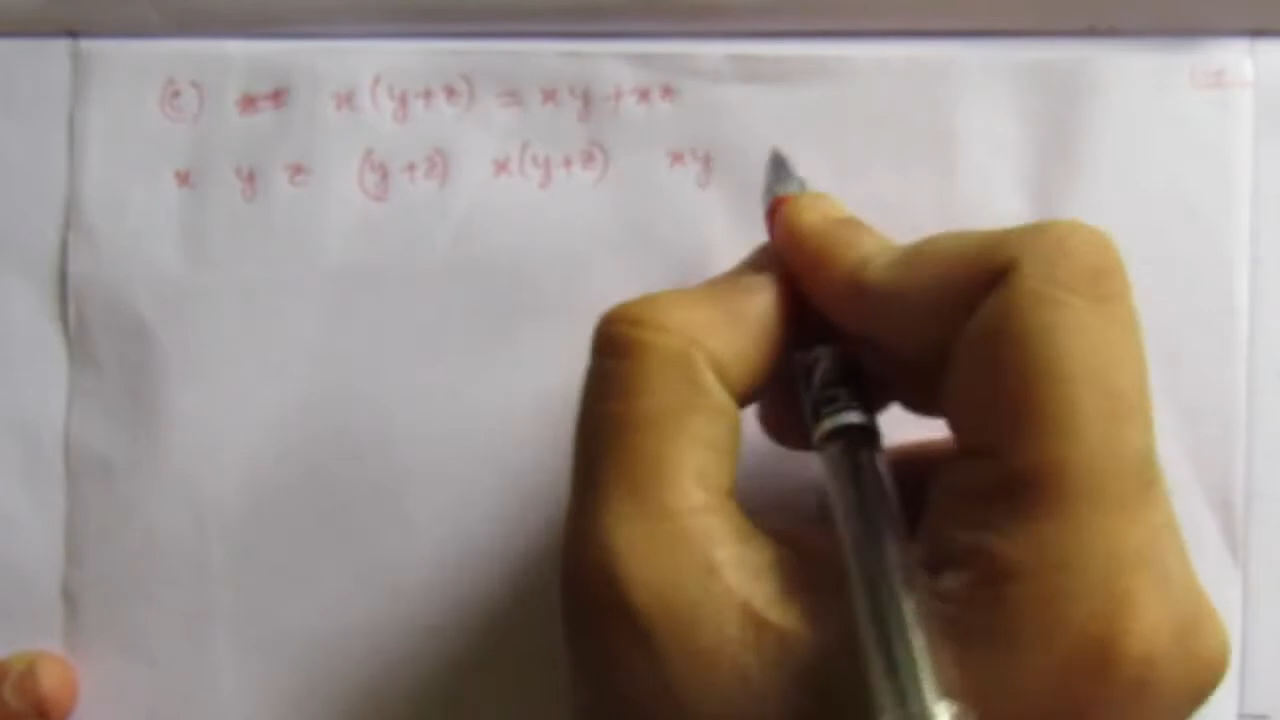 (c) x(y+z) = xy+xz
x y z (y+z) x(y+z) xy